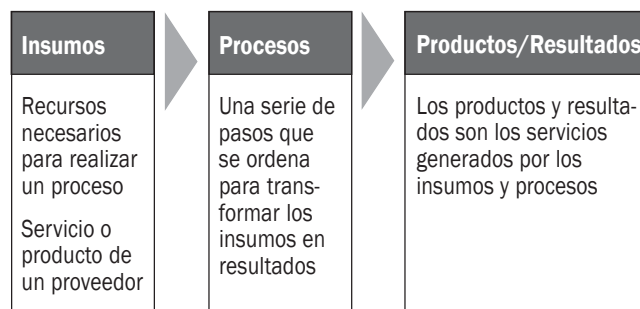 Insumos
Recursos
necesarios
para realizar
un proceso
Servicio o
producto de
un proveedor
Procesos
Una serie de
pasos que
se ordena
para trans-
formar los
insumos en
resultados
Productos/Resultados
Los productos y resulta-
dos son los servicios
generados por los
insumos y procesos